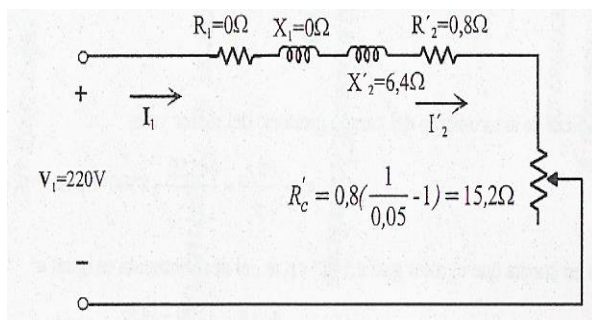 R₁=0Ω X₁=0Ω R´₂=0,8Ω
X´₂=6,4Ω
+
I₁
I´₂
V₁=220V
R'c = 0,8(1/0,05 -1) = 15,2Ω
−